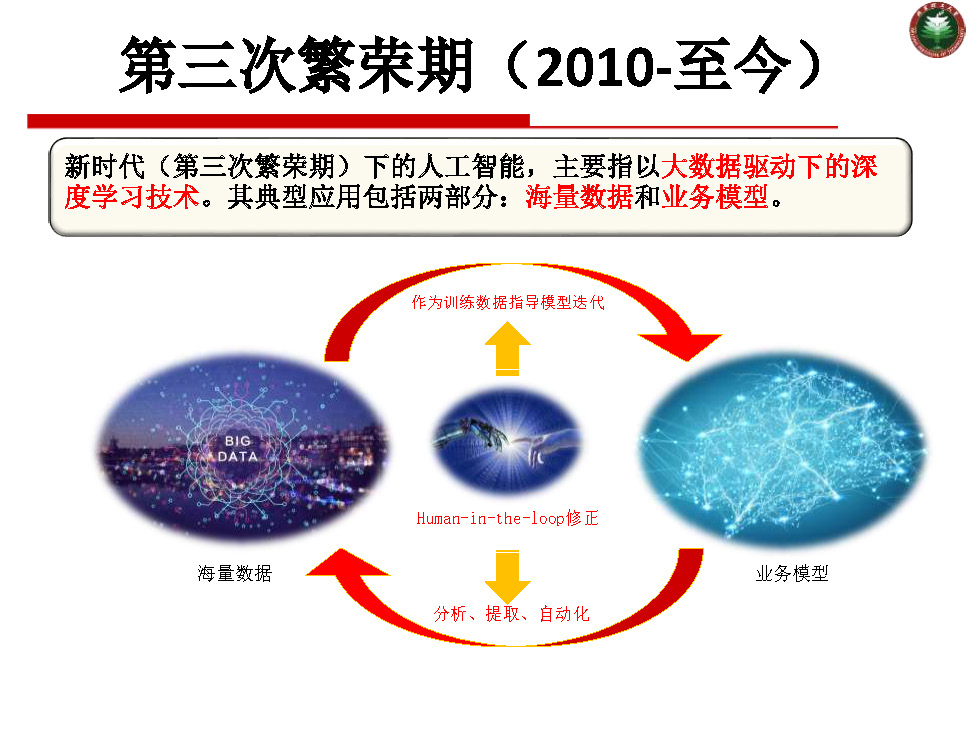 第三次繁荣期（2010-至今）
新时代（第三次繁荣期）下的人工智能，主要指以大数据驱动下的深
度学习技术。其典型应用包括两部分：海量数据和业务模型。
作为训练数据指导模型迭代
BIG
DATA
Human-in-the-loop修正
海量数据
业务模型
分析、提取、自动化